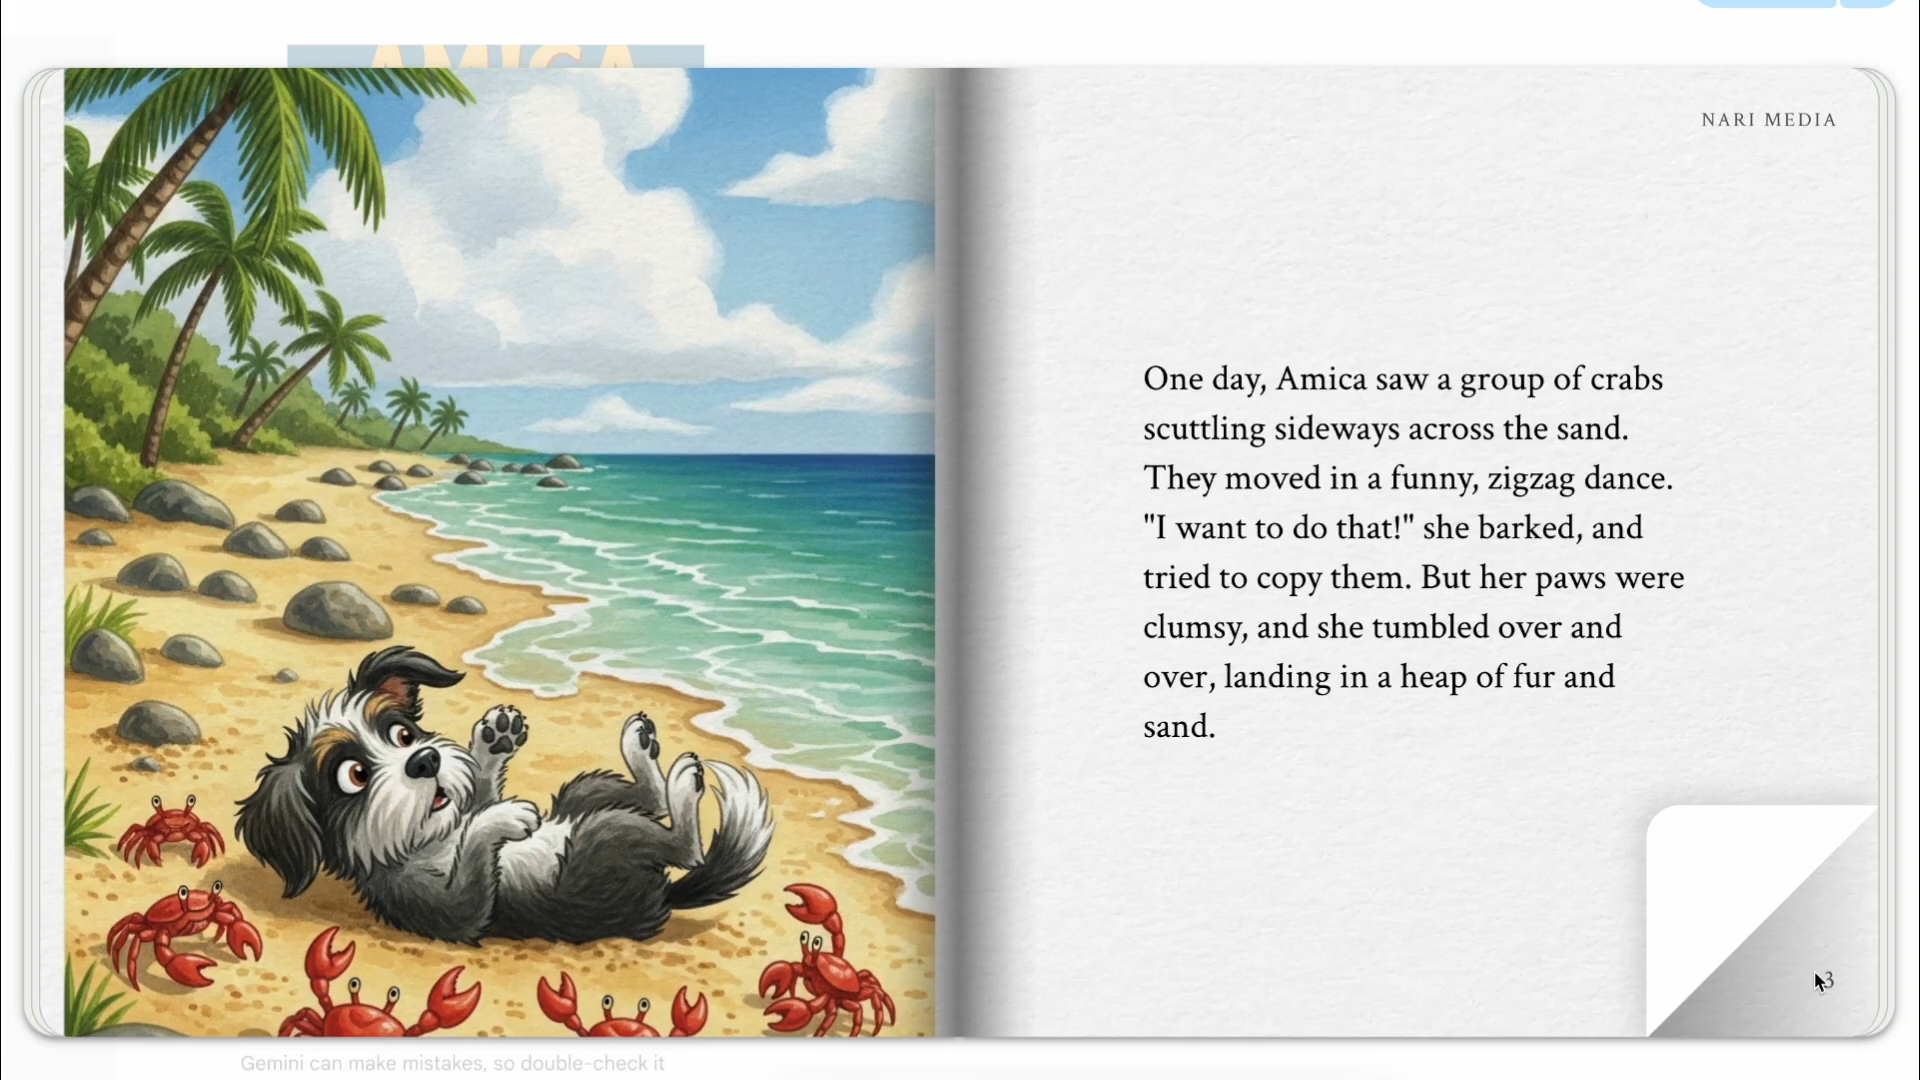 AMICA
NARI MEDIA
One day, Amica saw a group of crabs
scuttling sideways across the sand.
They moved in a funny, zigzag dance.
"I want to do that!" she barked, and
tried to copy them. But her paws were
clumsy, and she tumbled over and
over, landing in a heap of fur and
sand.
3
Gemini can make mistakes, so double-check it